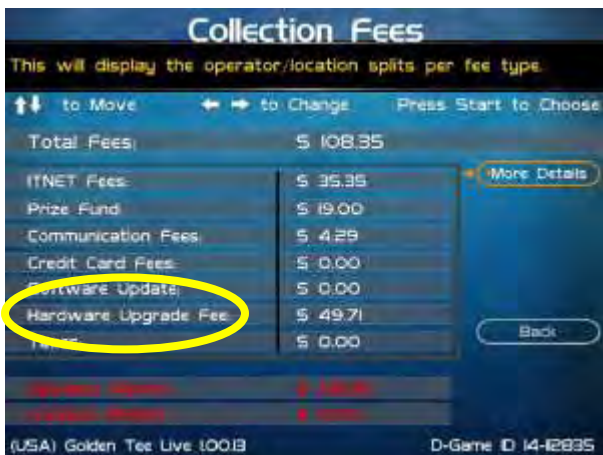 Collection Fees
This will display the operator/location splits per fee type.
to Move to Change Press Start to Choose
Total Fees: $ 108.35
More Details
ITNET Fees: $ 35.35
Prize Fund: $ 19.00
Communication Fees: $ 4.29
Credit Card Fees: $ 0.00
Software Update: $ 0.00
Hardware Upgrade Fee: $ 49.71
Back
Taxes: $ 0.00
(USA) Golden Tee Live 1.00.13 D-Game ID 14-12835